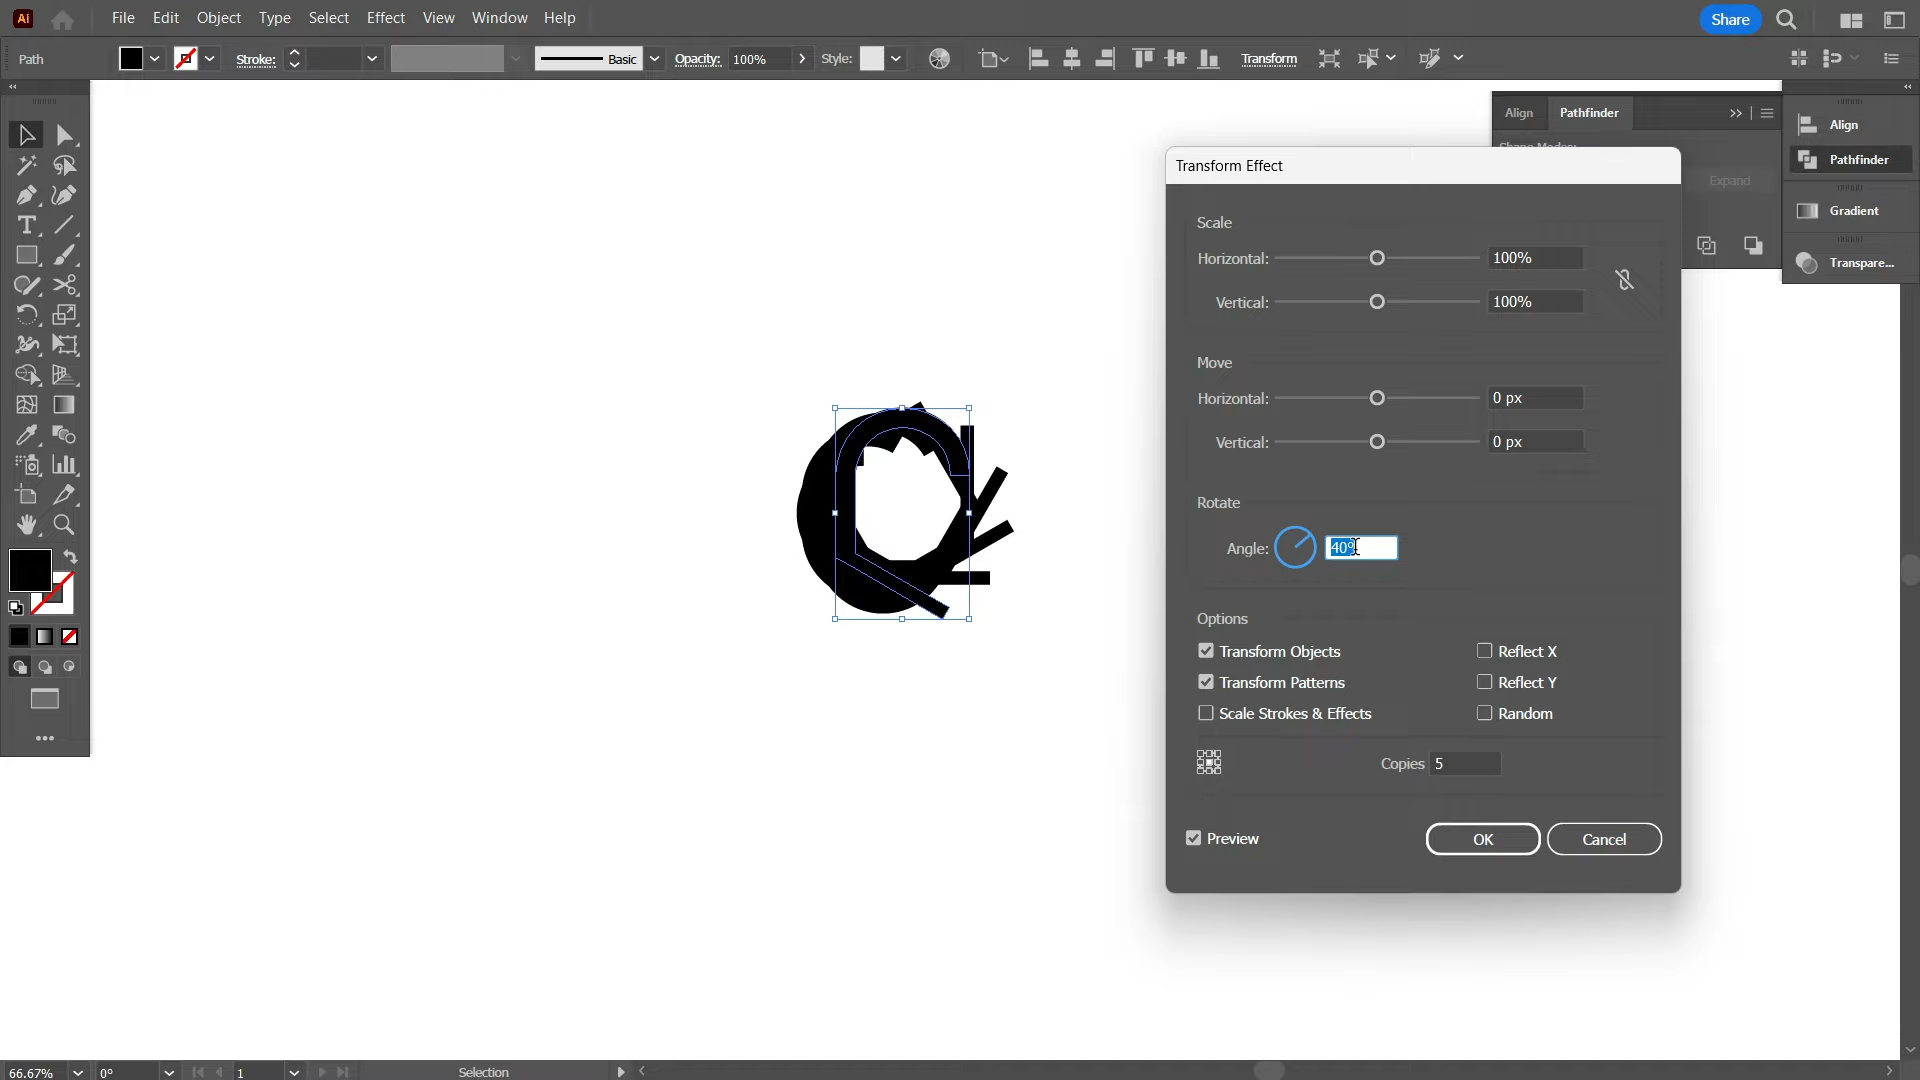 Ai File Edit Object Type Select Effect View Window Help Share
Path Stroke: Basic Opacity: 100% Style: Transform
Align Pathfinder
Align
Shape Modes:
Pathfinder
Expand
Gradient
Transpare...
Transform Effect
Scale
Horizontal: 100%
Vertical: 100%
Move
Horizontal: 0 px
Vertical: 0 px
Rotate
Angle: 40°
Options
Transform Objects Reflect X
Transform Patterns Reflect Y
Scale Strokes & Effects Random
Copies 5
Preview OK Cancel
66.67% 0° 1 Selection